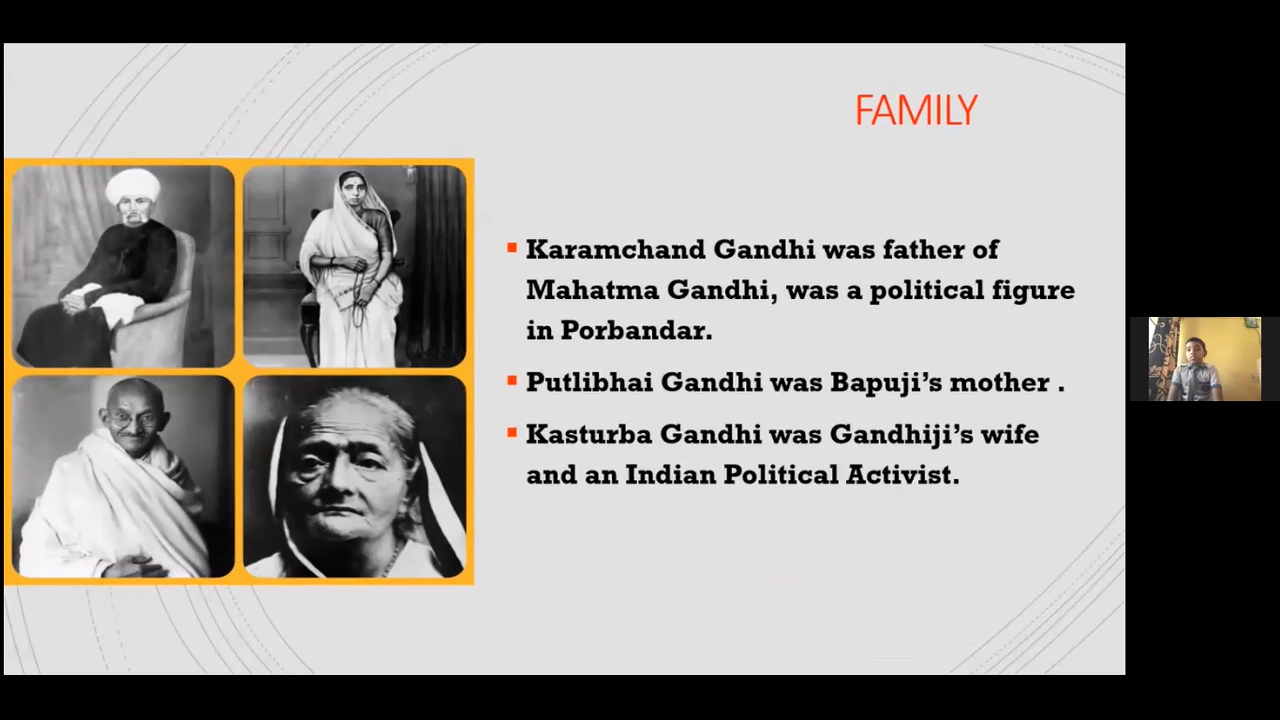 FAMILY
Karamchand Gandhi was father of
Mahatma Gandhi, was a political figure
in Porbandar.
Putlibhai Gandhi was Bapuji’s mother .
Kasturba Gandhi was Gandhiji’s wife
and an Indian Political Activist.